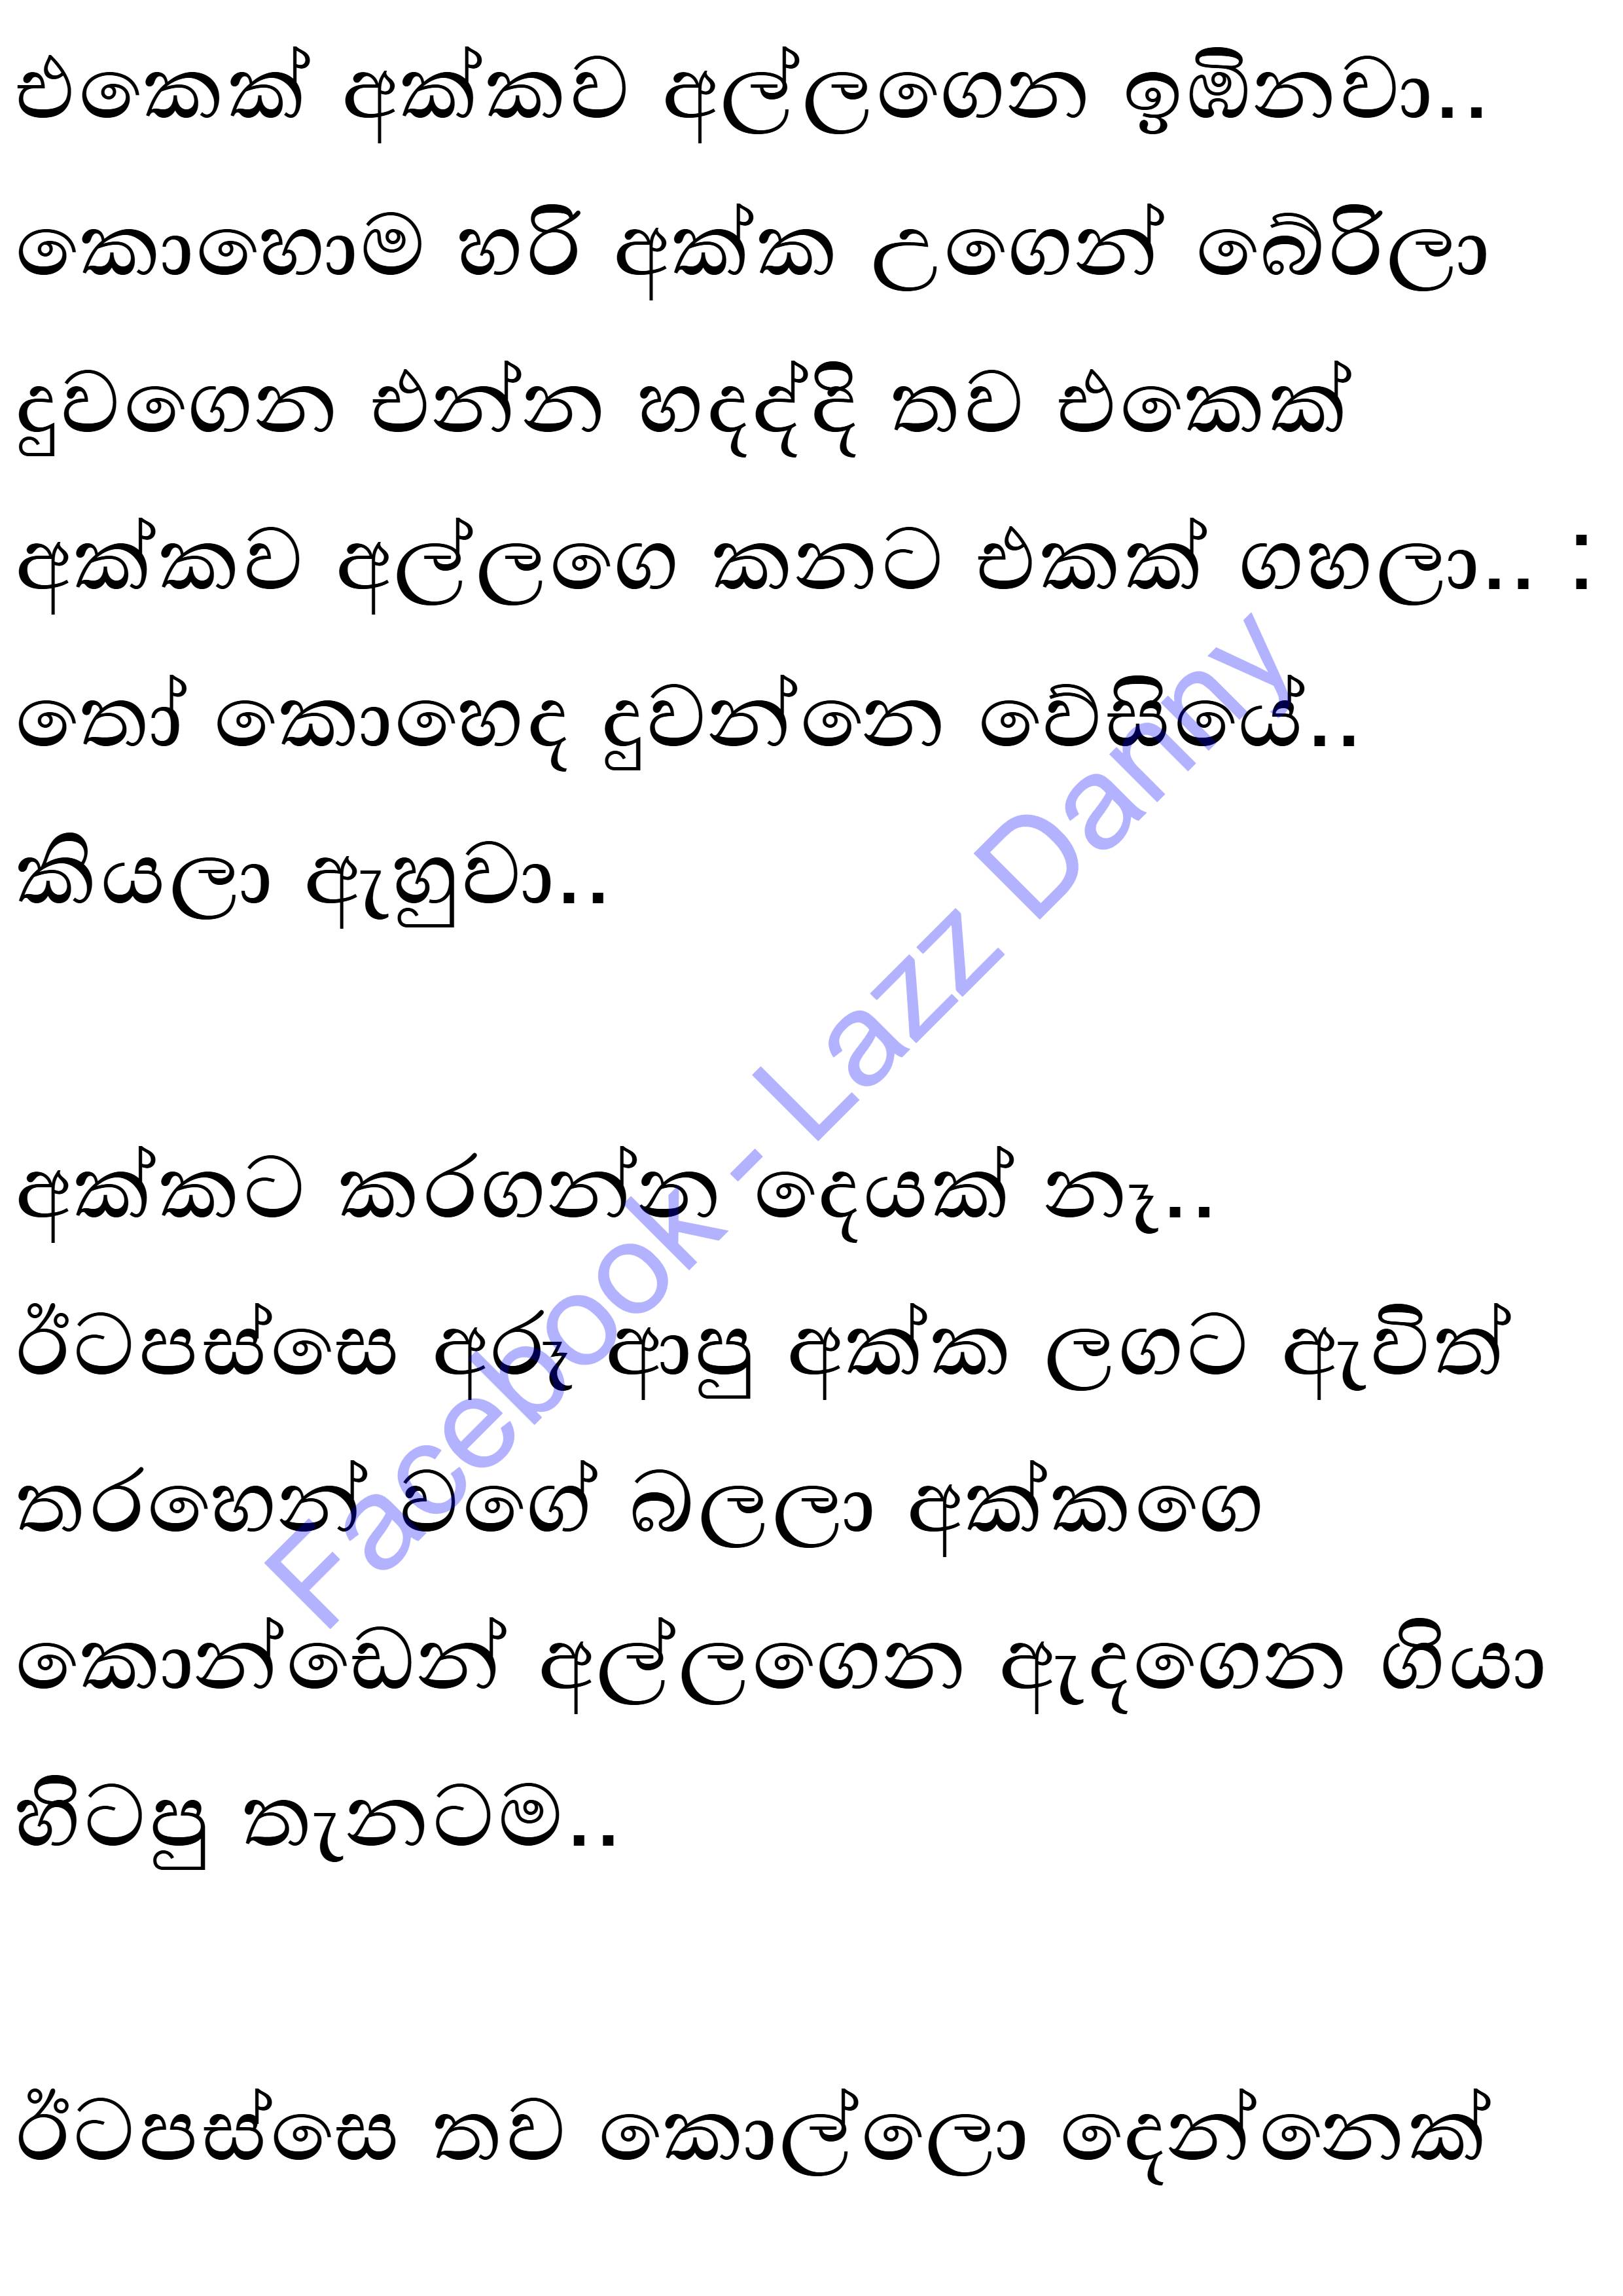 එකෙක් අක්කව අල්ලගෙන ඉඹිනවා..
කොහොම හරි අක්ක උගෙන් බේරිලා
දුවගෙන එන්න හදද්දි තව එකෙක්
අක්කව අල්ලගෙ කනට එකක් ගහලා.. :
තෝ කොහෙද දුවන්නෙ වේසියේ..
කියලා ඇහුවා..
අක්කට කරගන්න දෙයක් නෑ..
ඊටපස්සෙ අරූ ආපු අක්ක ලගට ඇවිත්
තරහෙන් වගේ බලලා අක්කගෙ
කොන්ඩෙන් අල්ලගෙන ඇදගෙන ගියා
හිටපු තැනටම..
ඊටපස්සෙ තව කොල්ලො දෙන්නෙක්
Facebook - Lazz Danny